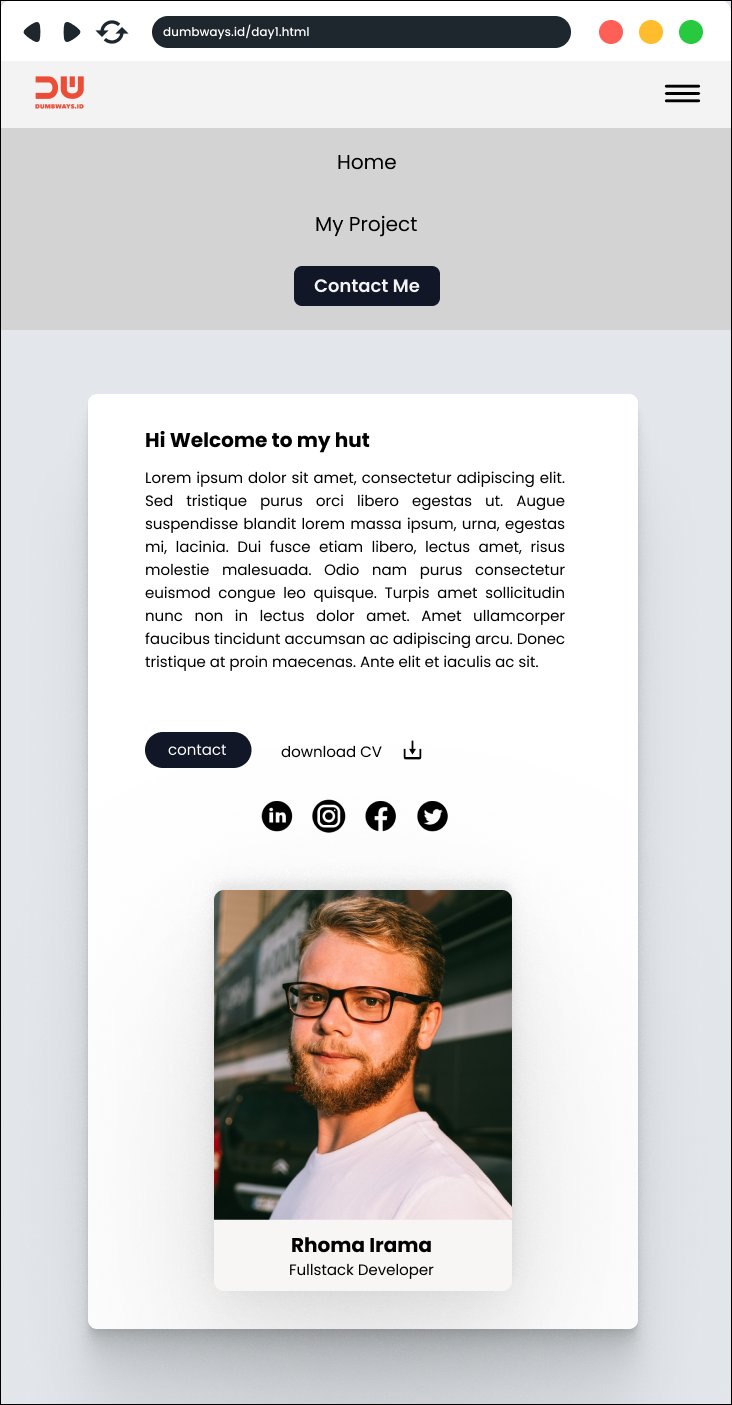 dumbways.id/day1.html
DW
DUMBWAYS.ID
Home
My Project
Contact Me
Hi Welcome to my hut
Lorem ipsum dolor sit amet, consectetur adipiscing elit.
Sed tristique purus orci libero egestas ut. Augue
suspendisse blandit lorem massa ipsum, urna, egestas
mi, lacinia. Dui fusce etiam libero, lectus amet, risus
molestie malesuada. Odio nam purus consectetur
euismod congue leo quisque. Turpis amet sollicitudin
nunc non in lectus dolor amet. Amet ullamcorper
faucibus tincidunt accumsan ac adipiscing arcu. Donec
tristique at proin maecenas. Ante elit et iaculis ac sit.
contact
download CV
in
Rhoma Irama
Fullstack Developer